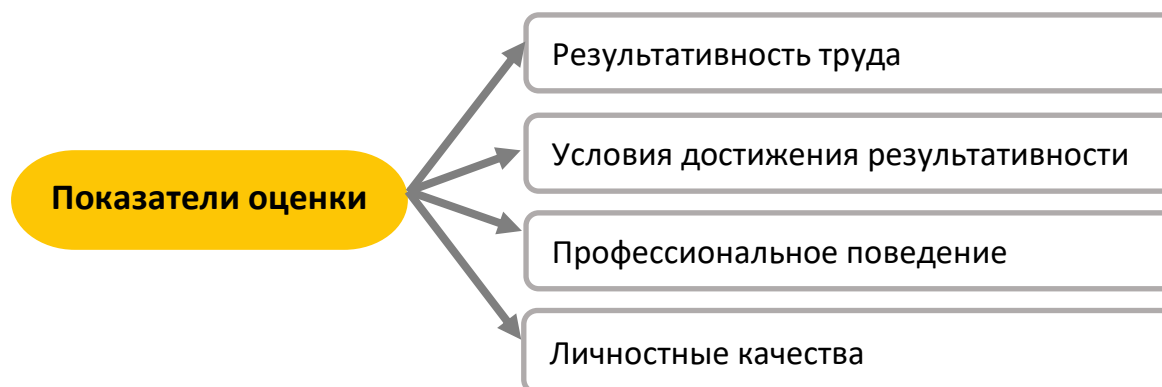 Показатели оценки
Результативность труда
Условия достижения результативности
Профессиональное поведение
Личностные качества